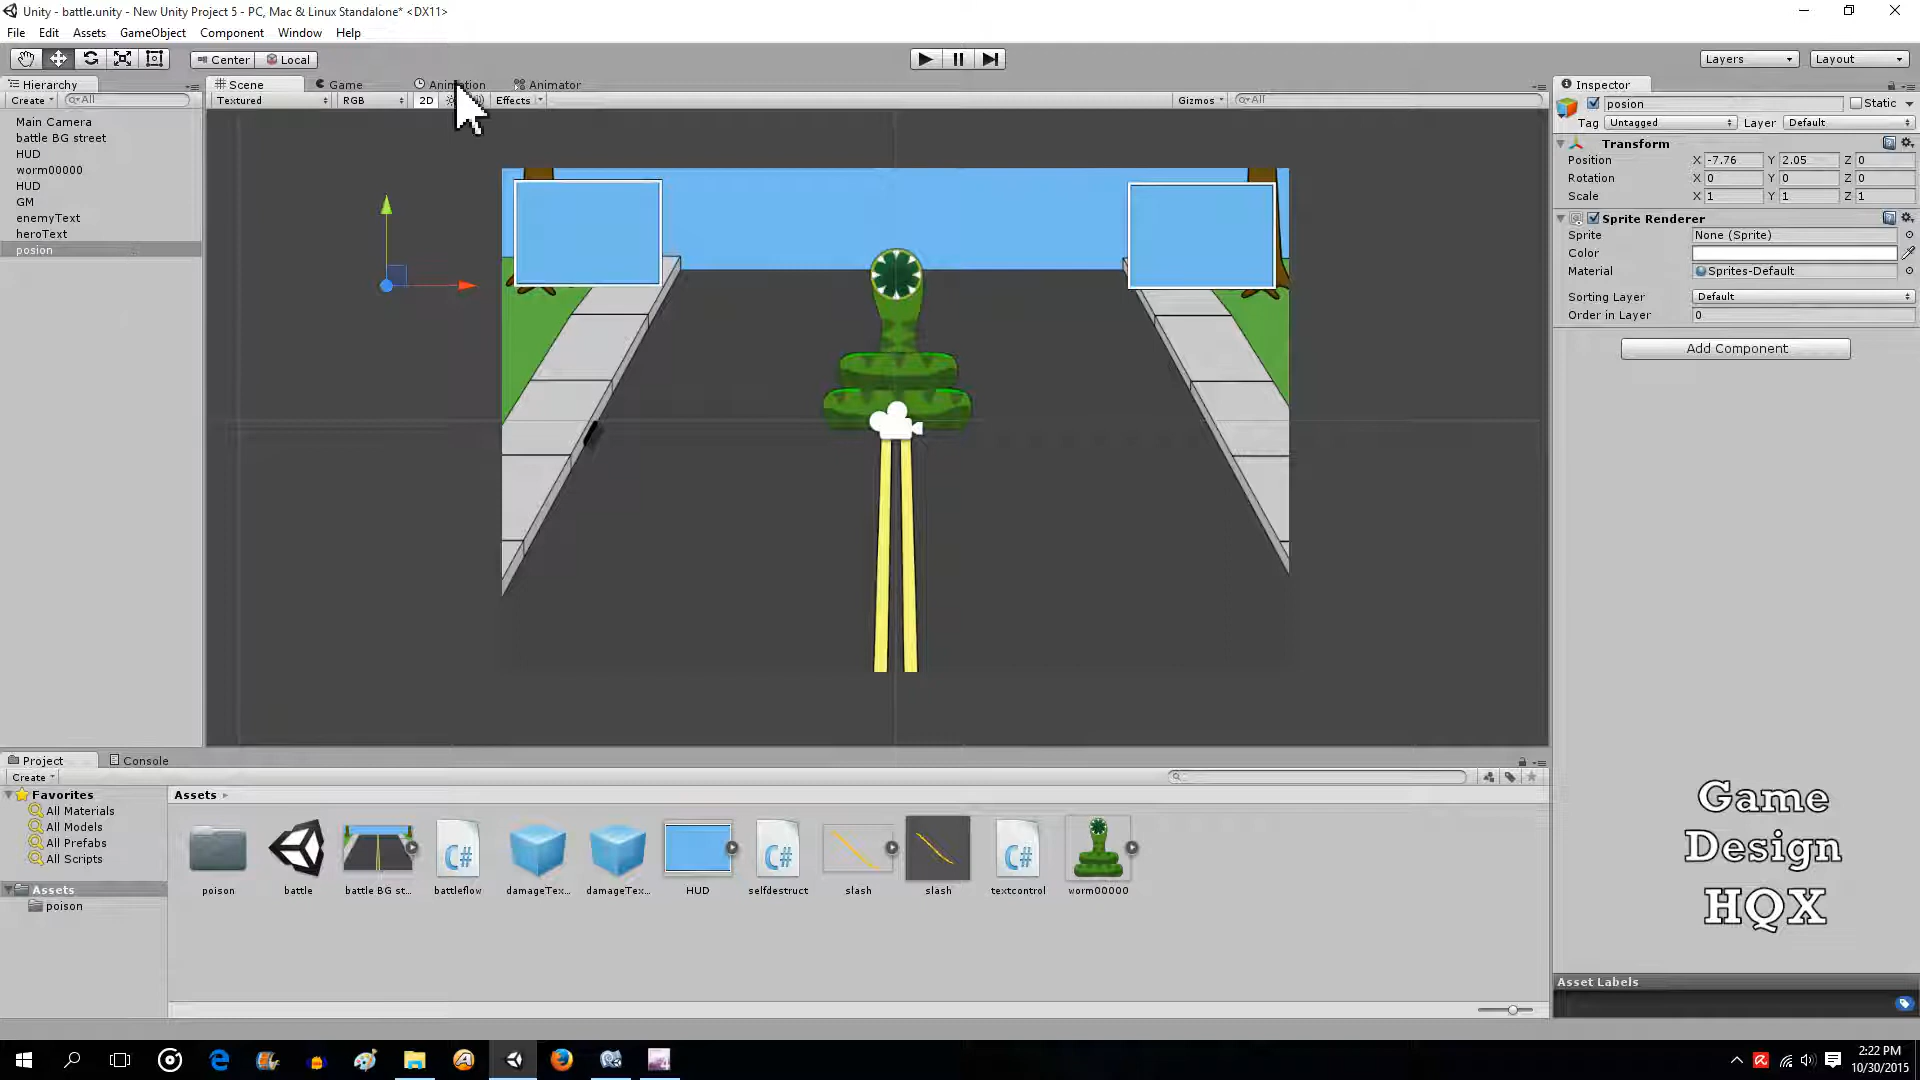 Unity - battle.unity - New Unity Project 5 - PC, Mac & Linux Standalone* <DX11>
File Edit Assets GameObject Component Window Help
Center Local Layers Layout
Hierarchy Scene Game Animation Animator Inspector
Create All Textured RGB 2D Effects Gizmos All posion Static
Tag Untagged Layer Default
Main Camera
battle BG street
HUD
worm00000
HUD
GM
enemyText
heroText
posion
Transform
Position X -7.76 Y 2.05 Z 0
Rotation X 0 Y 0 Z 0
Scale X 1 Y 1 Z 1
Sprite Renderer
Sprite None (Sprite)
Color
Material Sprites-Default
Sorting Layer Default
Order in Layer 0
Add Component
Project Console
Create
Favorites
All Materials
All Models
All Prefabs
All Scripts
Assets
poison
Assets
poison battle battle BG st... battleflow damageTex... damageTex... HUD selfdestruct slash slash textcontrol worm00000
C# C# C#
Game
Design
HQX
Asset Labels
2:22 PM
10/30/2015